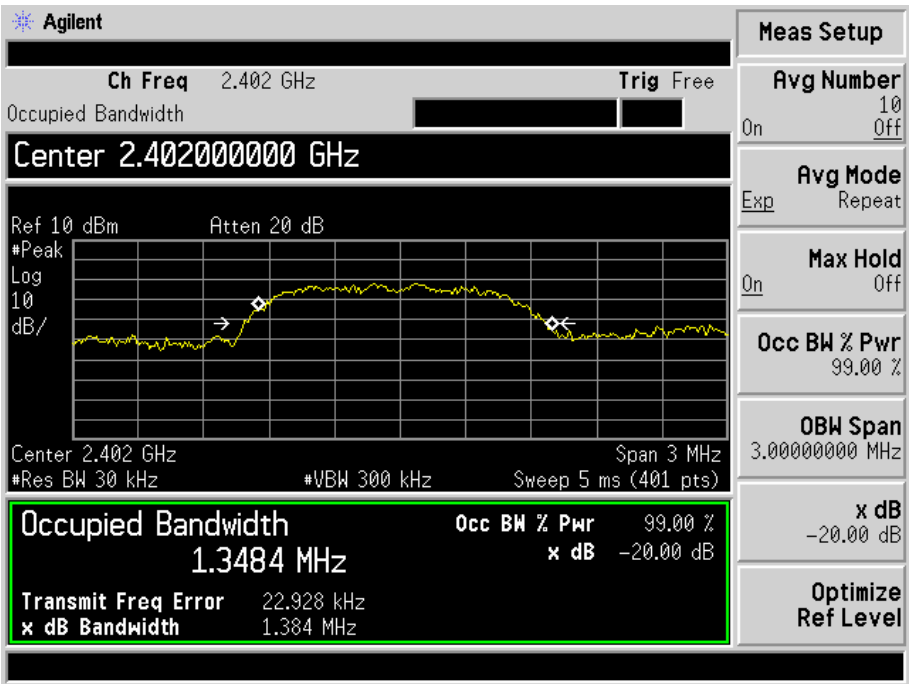 Agilent
Ch Freq 2.402 GHz Trig Free
Occupied Bandwidth
Center 2.402000000 GHz
Ref 10 dBm Atten 20 dB
#Peak
Log
10
dB/
Center 2.402 GHz Span 3 MHz
#Res BW 30 kHz #VBW 300 kHz Sweep 5 ms (401 pts)
Occupied Bandwidth
1.3484 MHz
Occ BW % Pwr 99.00 %
x dB -20.00 dB
Transmit Freq Error 22.928 kHz
x dB Bandwidth 1.384 MHz
Meas Setup
Avg Number
10
On Off
Avg Mode
Exp Repeat
Max Hold
On Off
Occ BW % Pwr
99.00 %
OBW Span
3.00000000 MHz
x dB
-20.00 dB
Optimize
Ref Level